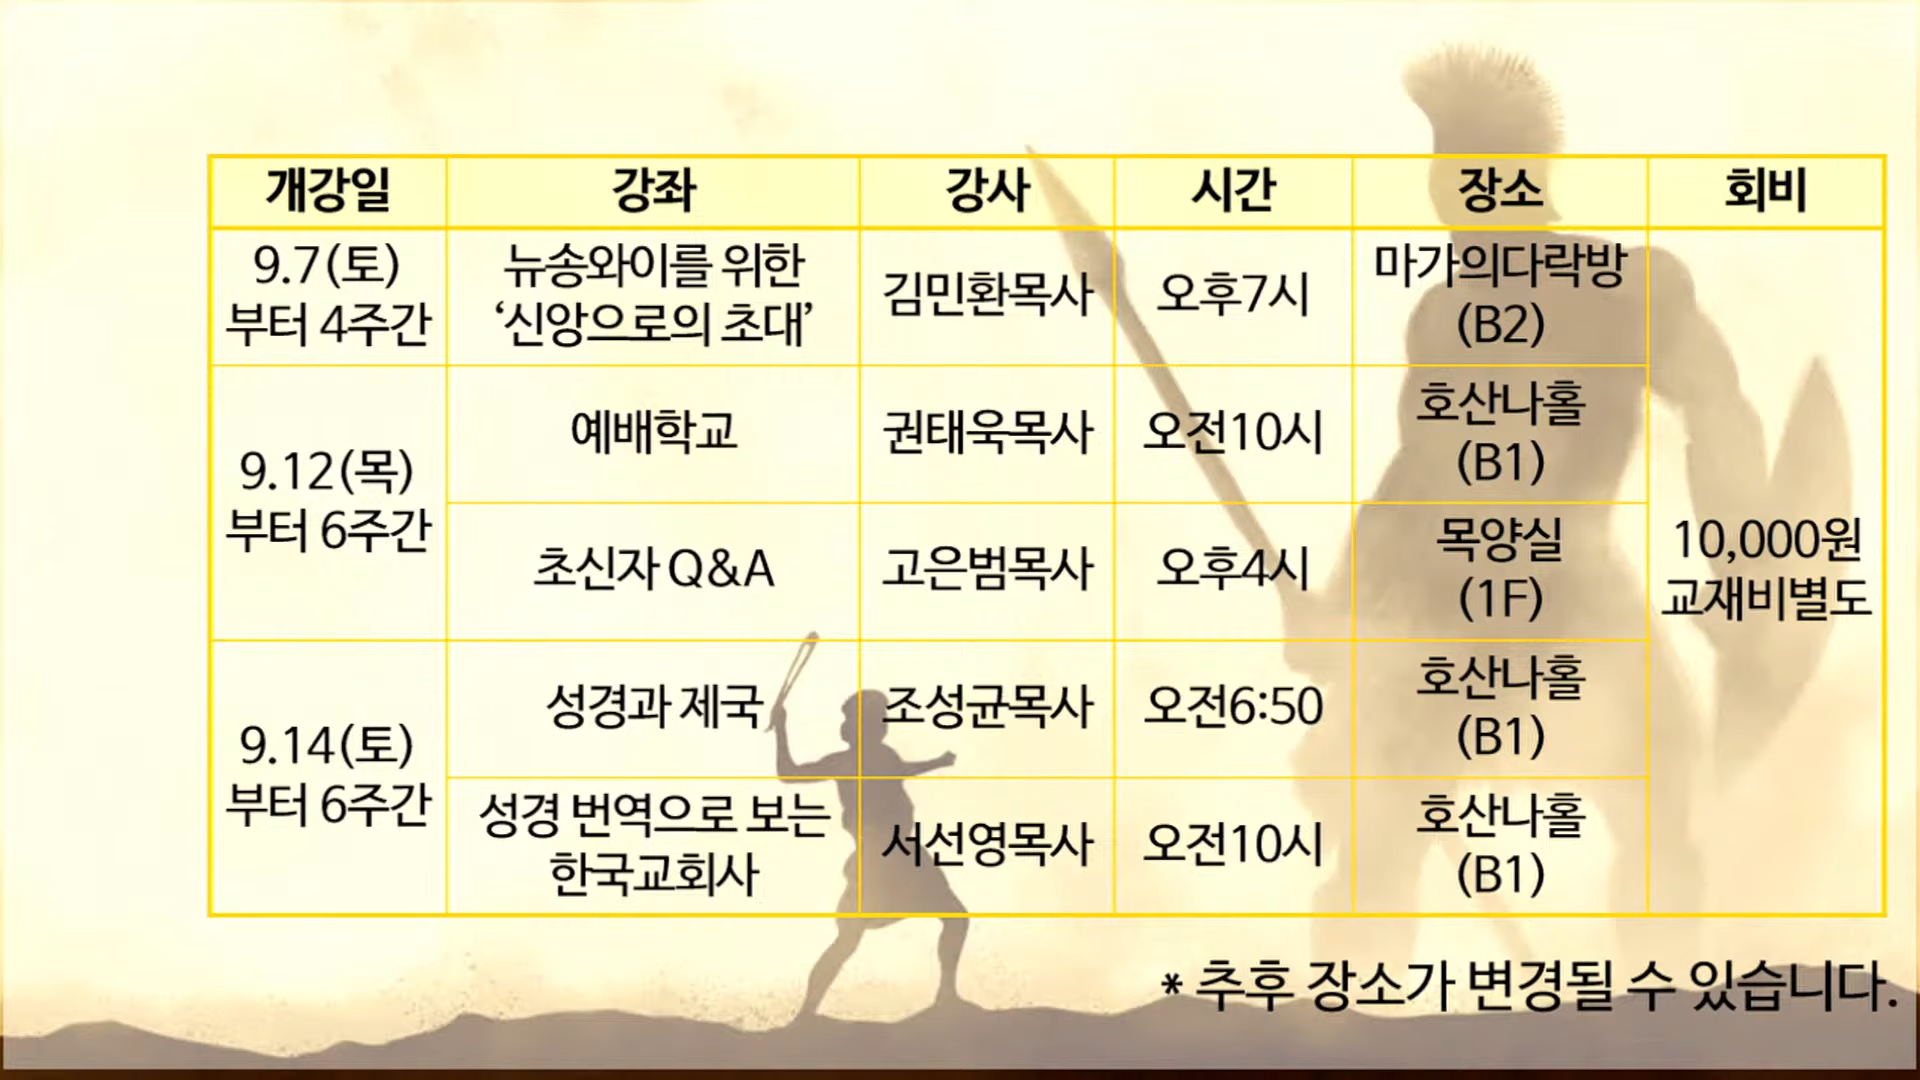 개강일 강좌 강사 시간 장소 회비
9.7(토)
부터 4주간
뉴송와이를 위한
‘신앙으로의 초대’
김민환목사
오후7시
마가의다락방
(B2)
9.12(목)
부터 6주간
예배학교
권태욱목사
오전10시
호산나홀
(B1)
초신자 Q&A
고은범목사
오후4시
목양실
(1F)
10,000원
교재비별도
9.14(토)
부터 6주간
성경과 제국
조성균목사
오전6:50
호산나홀
(B1)
성경 번역으로 보는
한국교회사
서선영목사
오전10시
호산나홀
(B1)
* 추후 장소가 변경될 수 있습니다.